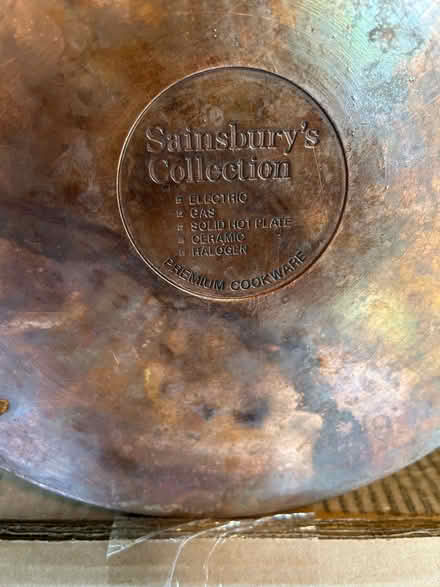 Sainsbury's
Collection
ELECTRIC
GAS
SOLID HOT PLATE
CERAMIC
HALOGEN
PREMIUM COOKWARE